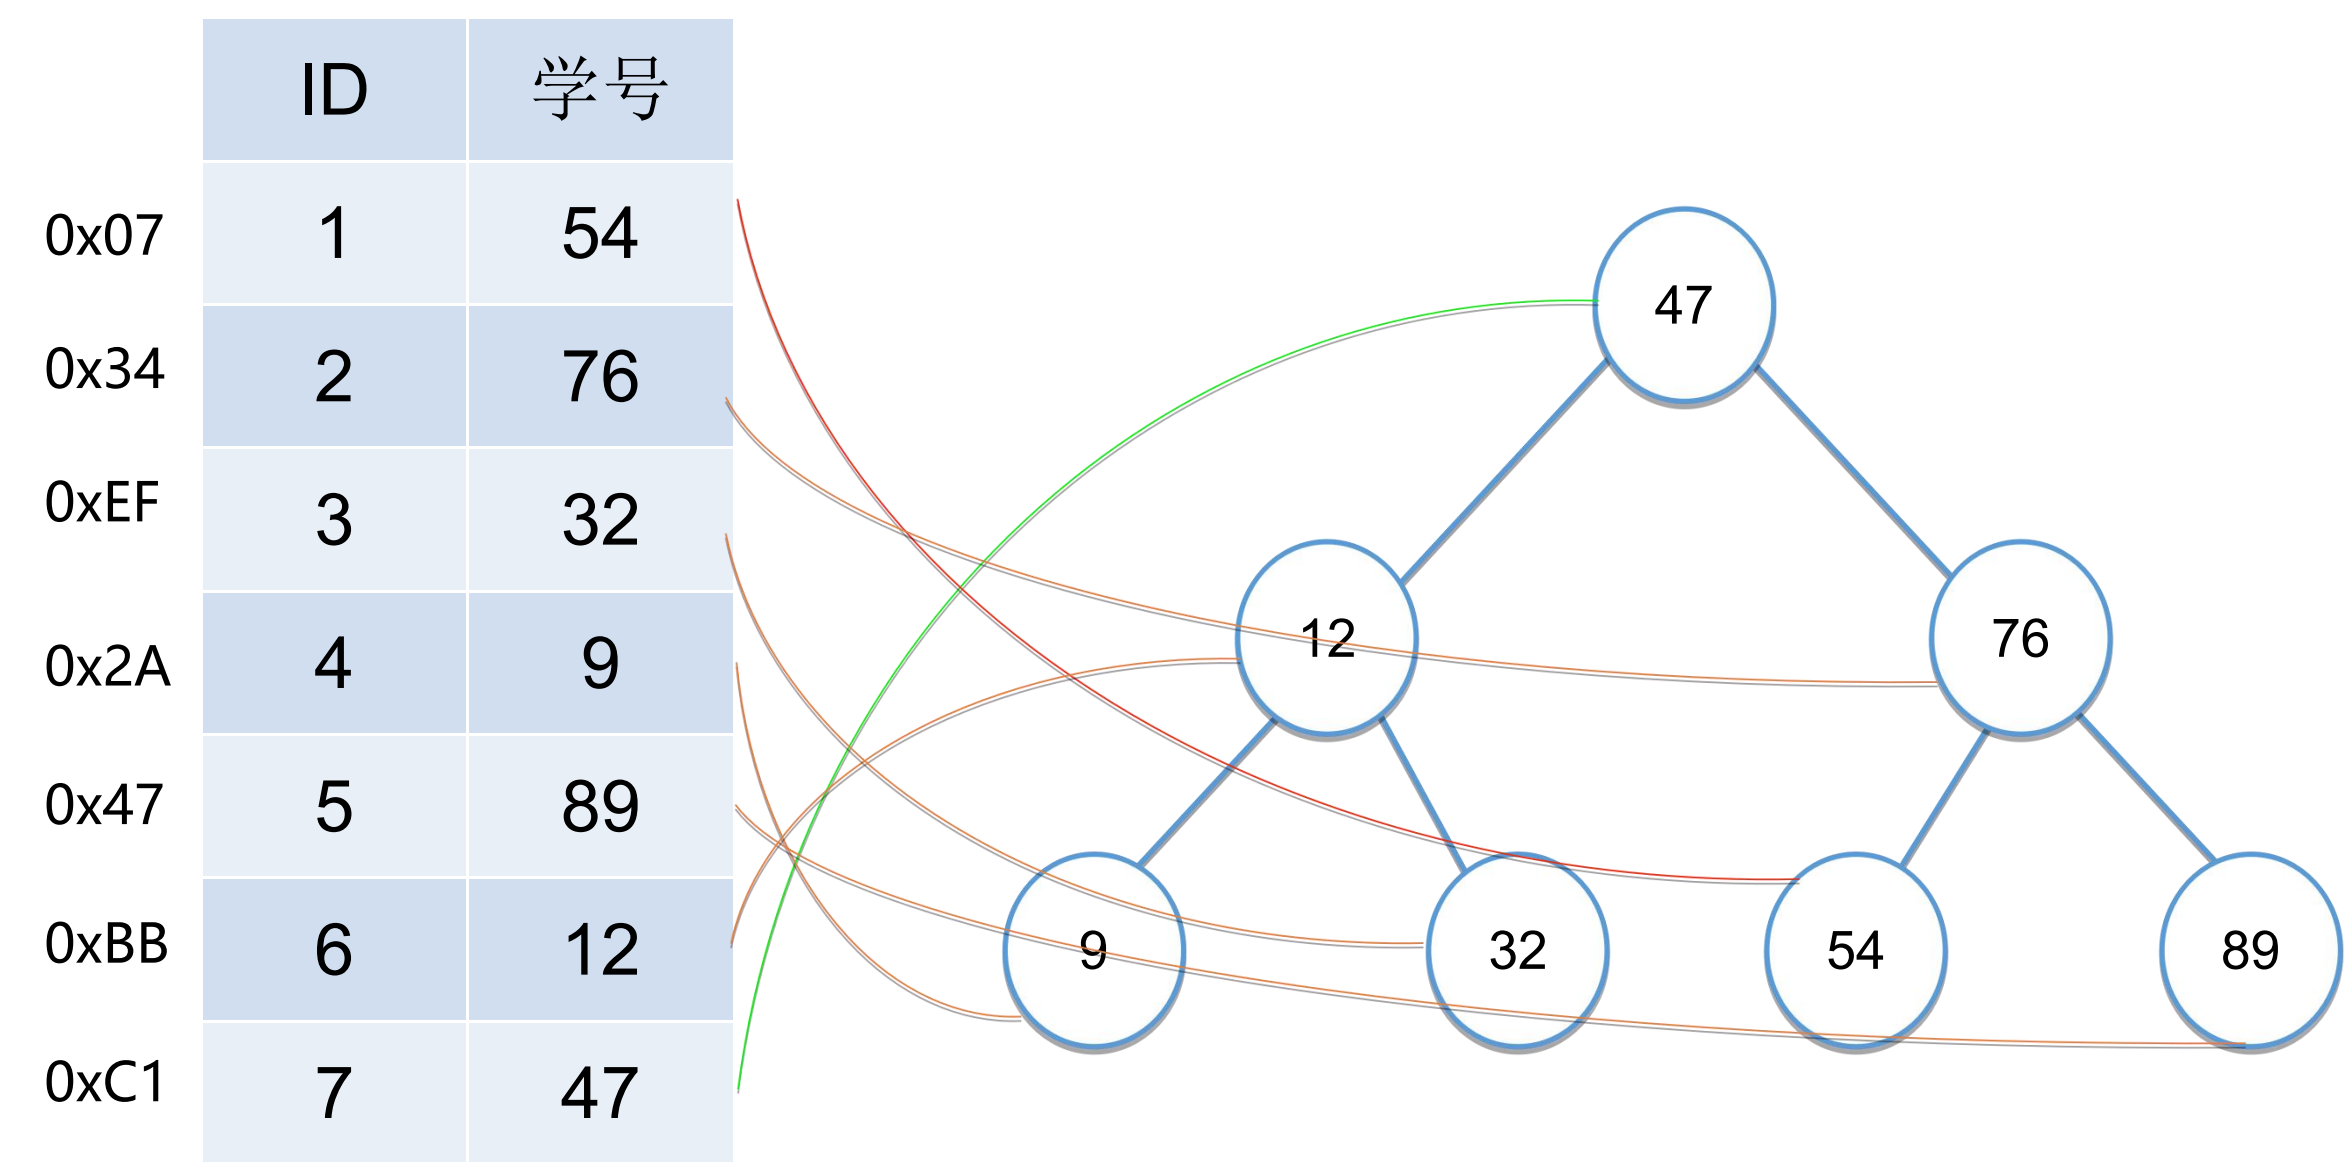 ID 学号
0x07 1 54
0x34 2 76
0xEF 3 32
0x2A 4 9
0x47 5 89
0xBB 6 12
0xC1 7 47
47
12 76
9 32 54 89